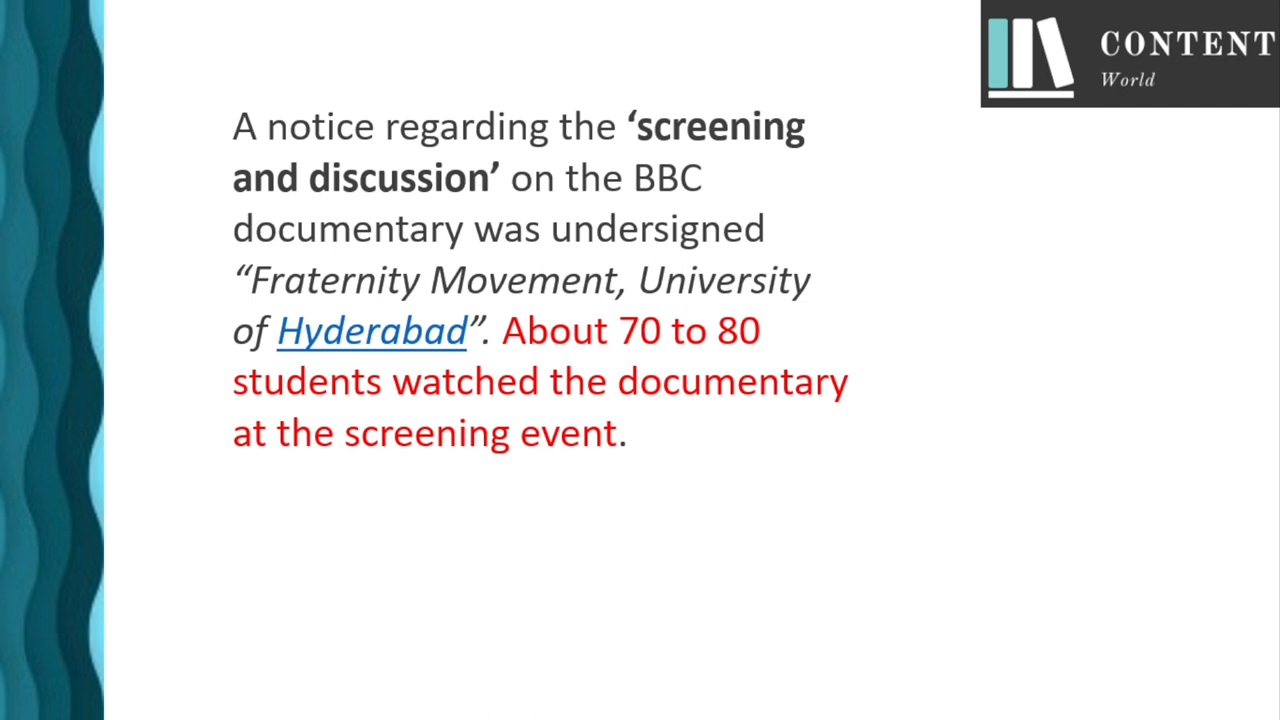 CONTENT
World
A notice regarding the ‘screening
and discussion’ on the BBC
documentary was undersigned
“Fraternity Movement, University
of Hyderabad”. About 70 to 80
students watched the documentary
at the screening event.